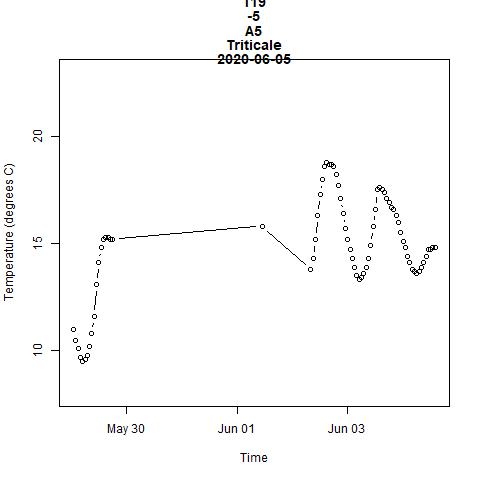 T19
-5
A5
Triticale
2020-06-05
20
15
10
Temperature (degrees C)
May 30
Jun 01
Jun 03
Time